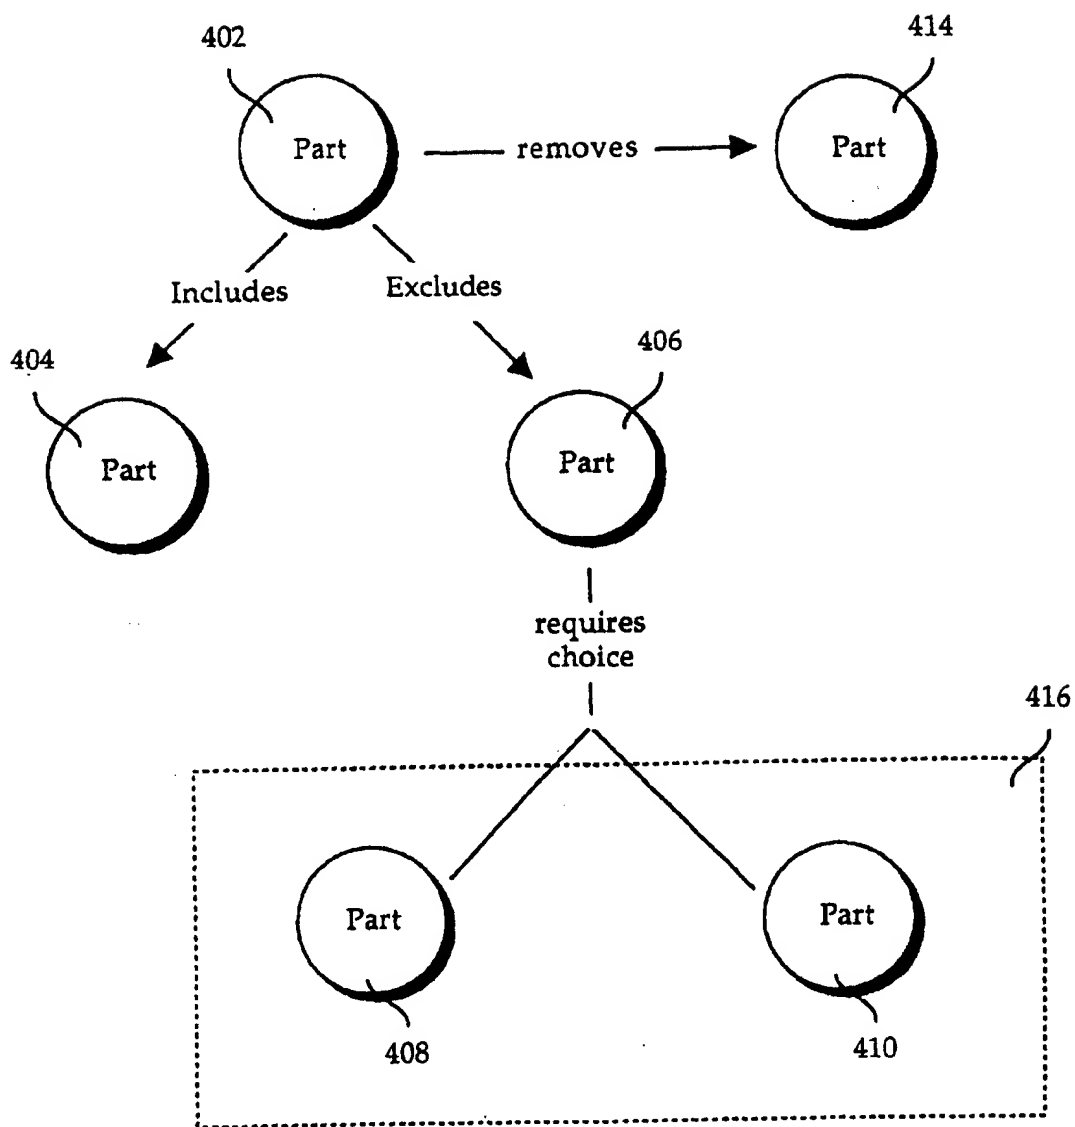 402
414
Part
removes
Part
Includes
Excludes
404
406
Part
Part
requires
choice
416
Part
Part
408
410